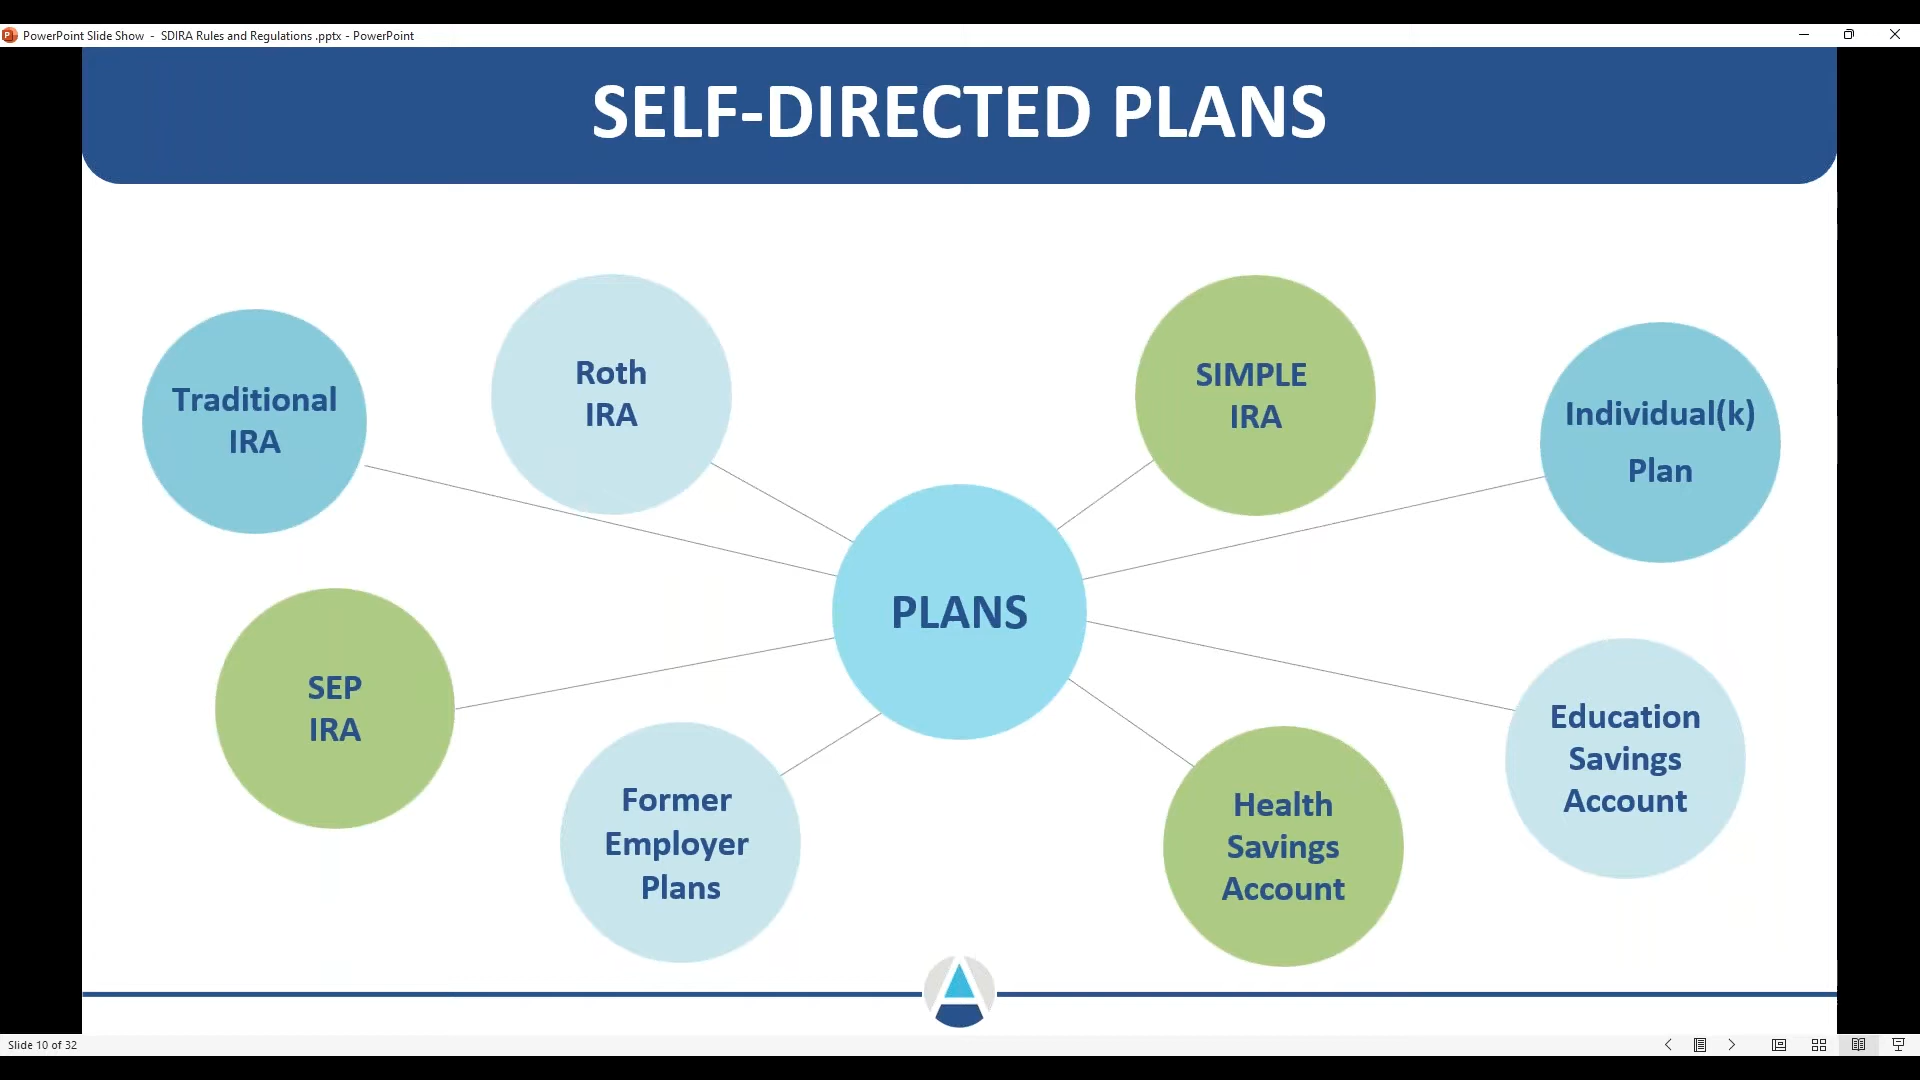 PowerPoint Slide Show - SDIRA Rules and Regulations .pptx - PowerPoint
SELF-DIRECTED PLANS
Traditional
IRA
Roth
IRA
SIMPLE
IRA
Individual(k)
Plan
PLANS
SEP
IRA
Former
Employer
Plans
Health
Savings
Account
Education
Savings
Account
Slide 10 of 32